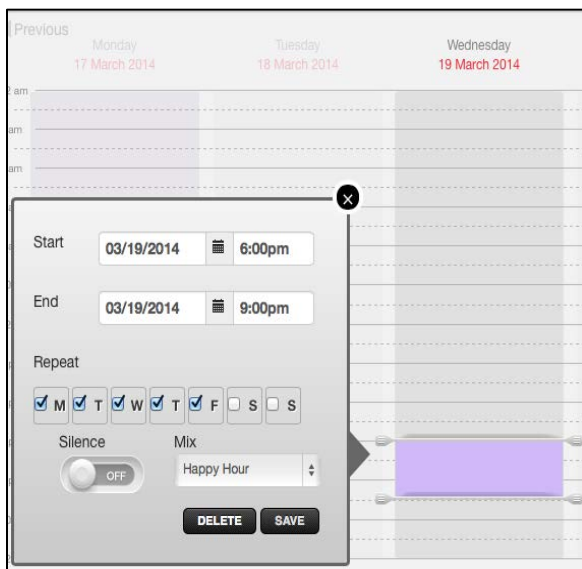 Previous
Monday
Tuesday
Wednesday
17 March 2014
18 March 2014
19 March 2014
am
am
am
x
Start
03/19/2014
6:00pm
End
03/19/2014
9:00pm
Repeat
M T W T F S S
Silence
Mix
OFF
Happy Hour
DELETE
SAVE